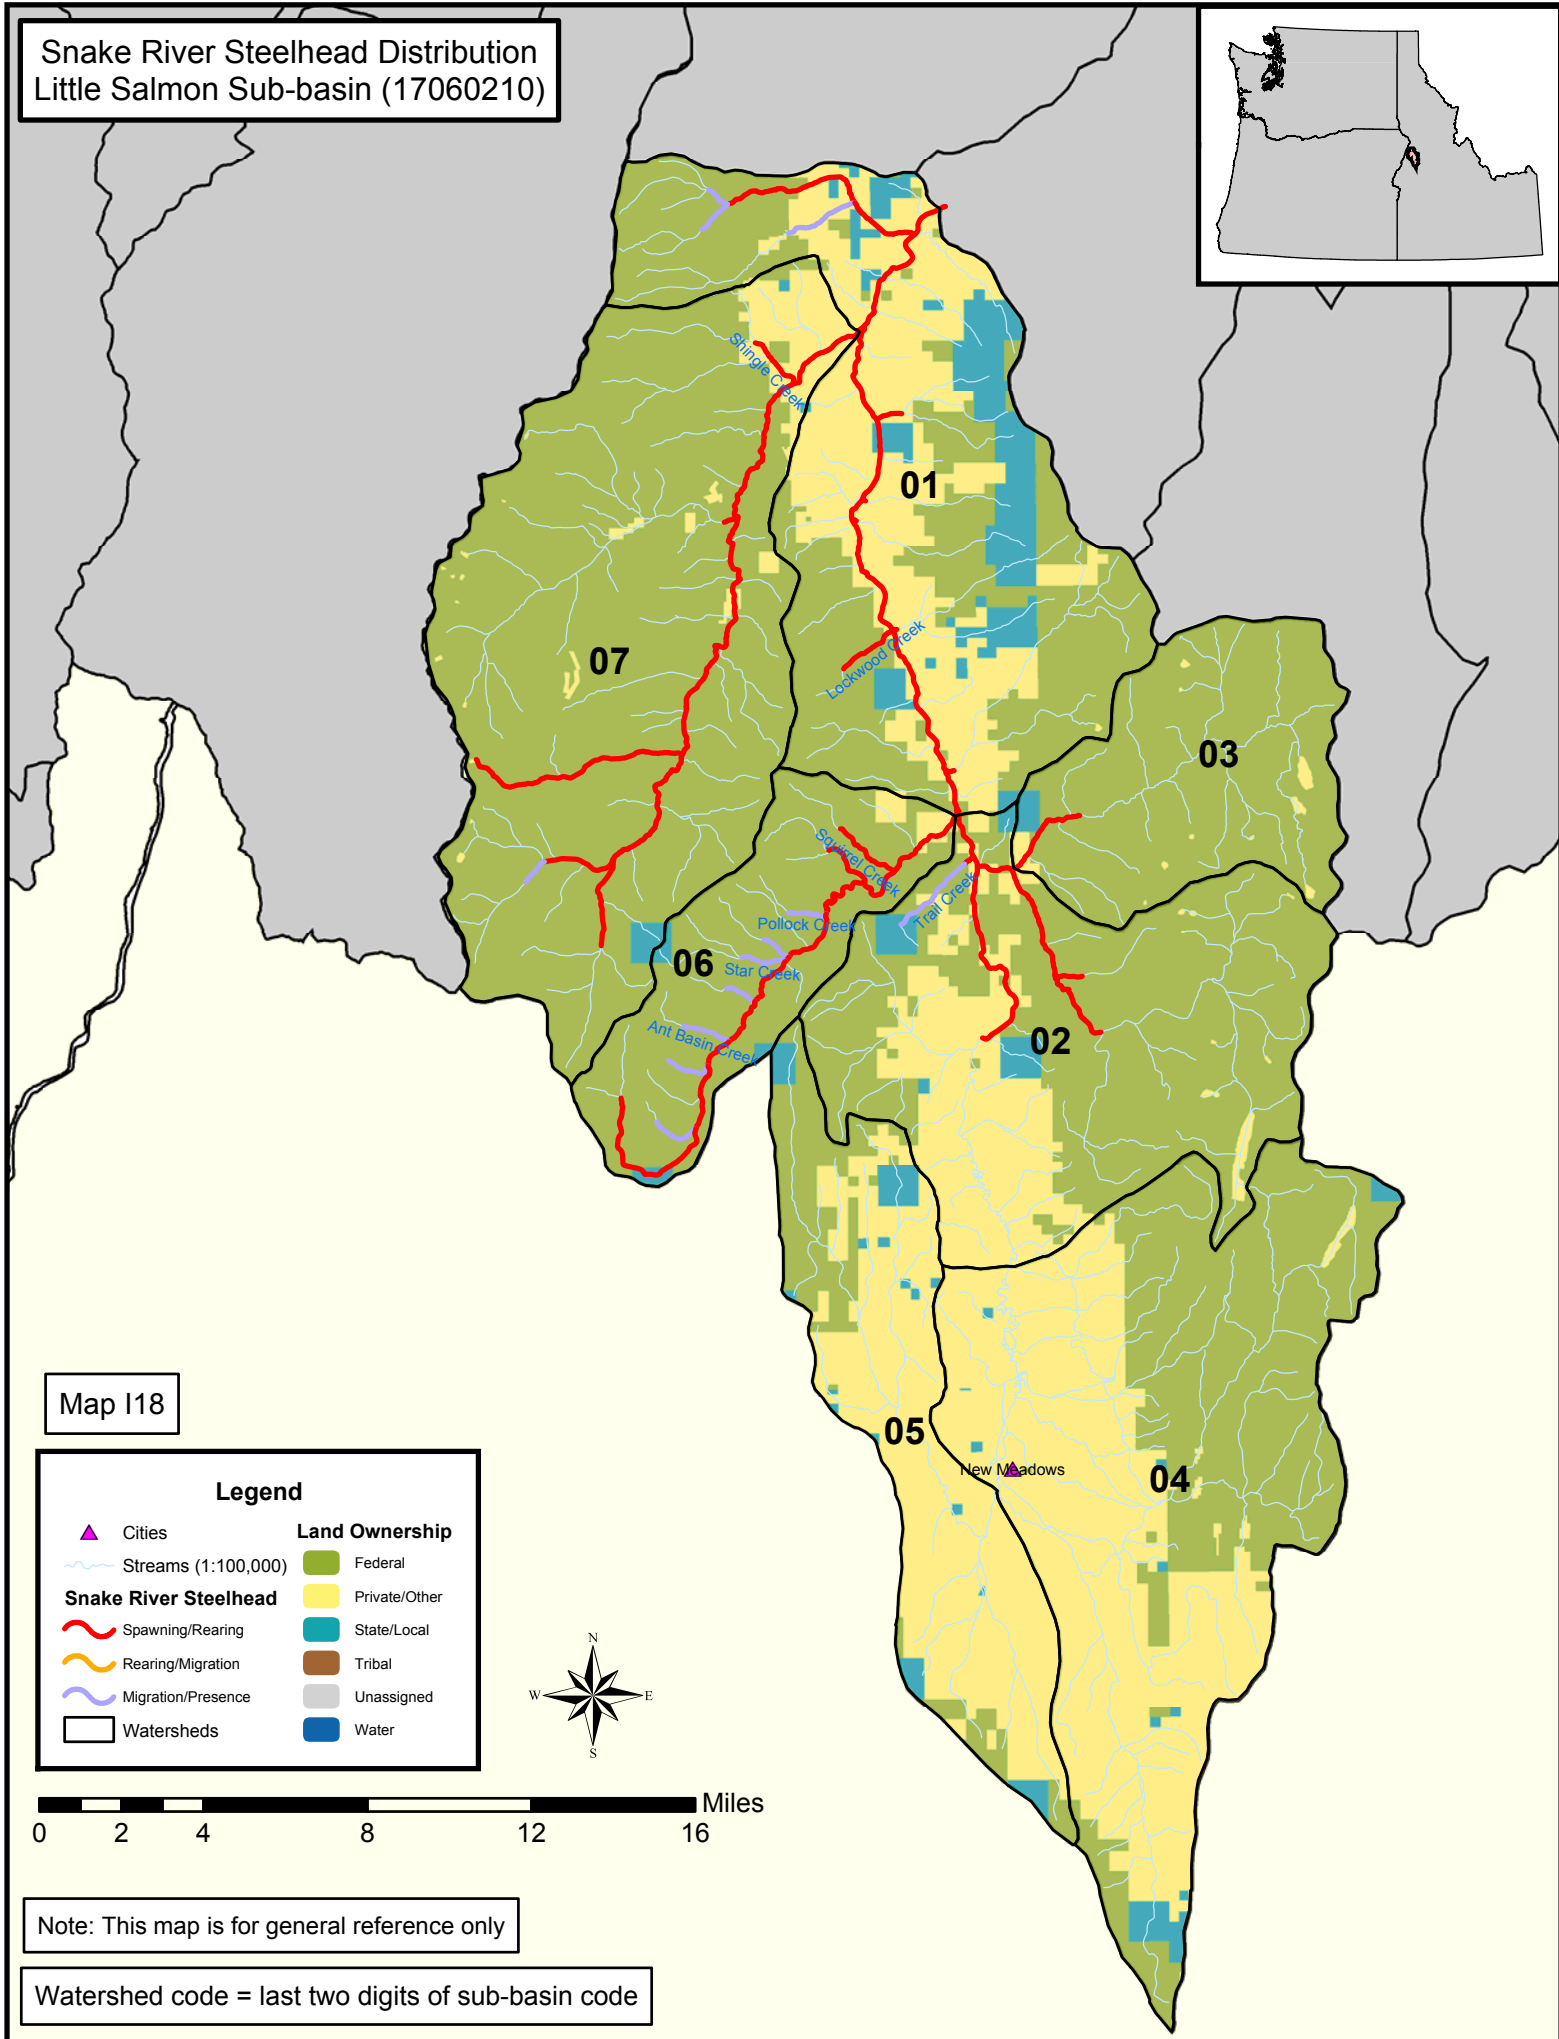 Snake River Steelhead Distribution
Little Salmon Sub-basin (17060210)
Shingle Creek
01
Lockwood Creek
07
03
Squirrel Creek
Trail Creek
Pollock Creek
06
Star Creek
Ant Basin Creek
02
Map I18
05
New Meadows
04
Legend
Cities
Streams (1:100,000)
Snake River Steelhead
Spawning/Rearing
Rearing/Migration
Migration/Presence
Watersheds
Land Ownership
Federal
Private/Other
State/Local
Tribal
Unassigned
Water
N
W
E
S
Miles
0 2 4 8 12 16
Note: This map is for general reference only
Watershed code = last two digits of sub-basin code